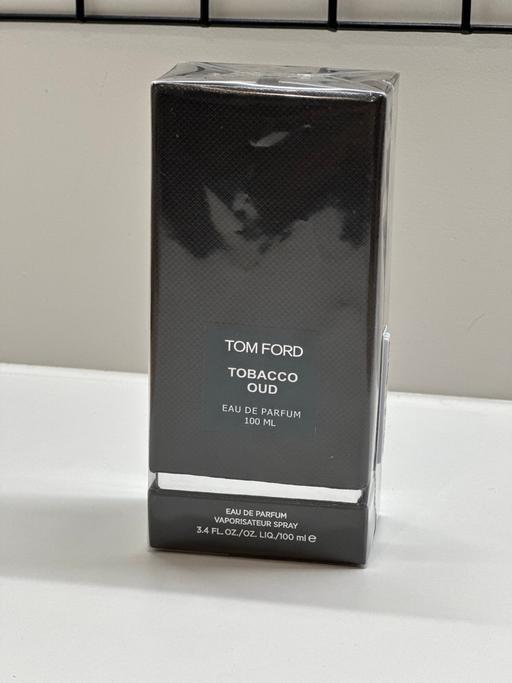 TOM FORD
TOBACCO
OUD
EAU DE PARFUM
100 ML
EAU DE PARFUM
VAPORISATEUR SPRAY
3.4 FL. OZ./OZ. LIQ./100 ml ℮